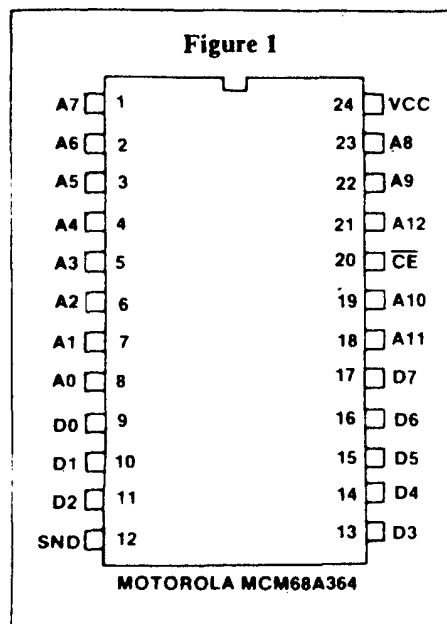 Figure 1
A7 1 24 VCC
A6 2 23 A8
A5 3 22 A9
A4 4 21 A12
A3 5 20 CE
A2 6 19 A10
A1 7 18 A11
A0 8 17 D7
D0 9 16 D6
D1 10 15 D5
D2 11 14 D4
SND 12 13 D3
MOTOROLA MCM68A364